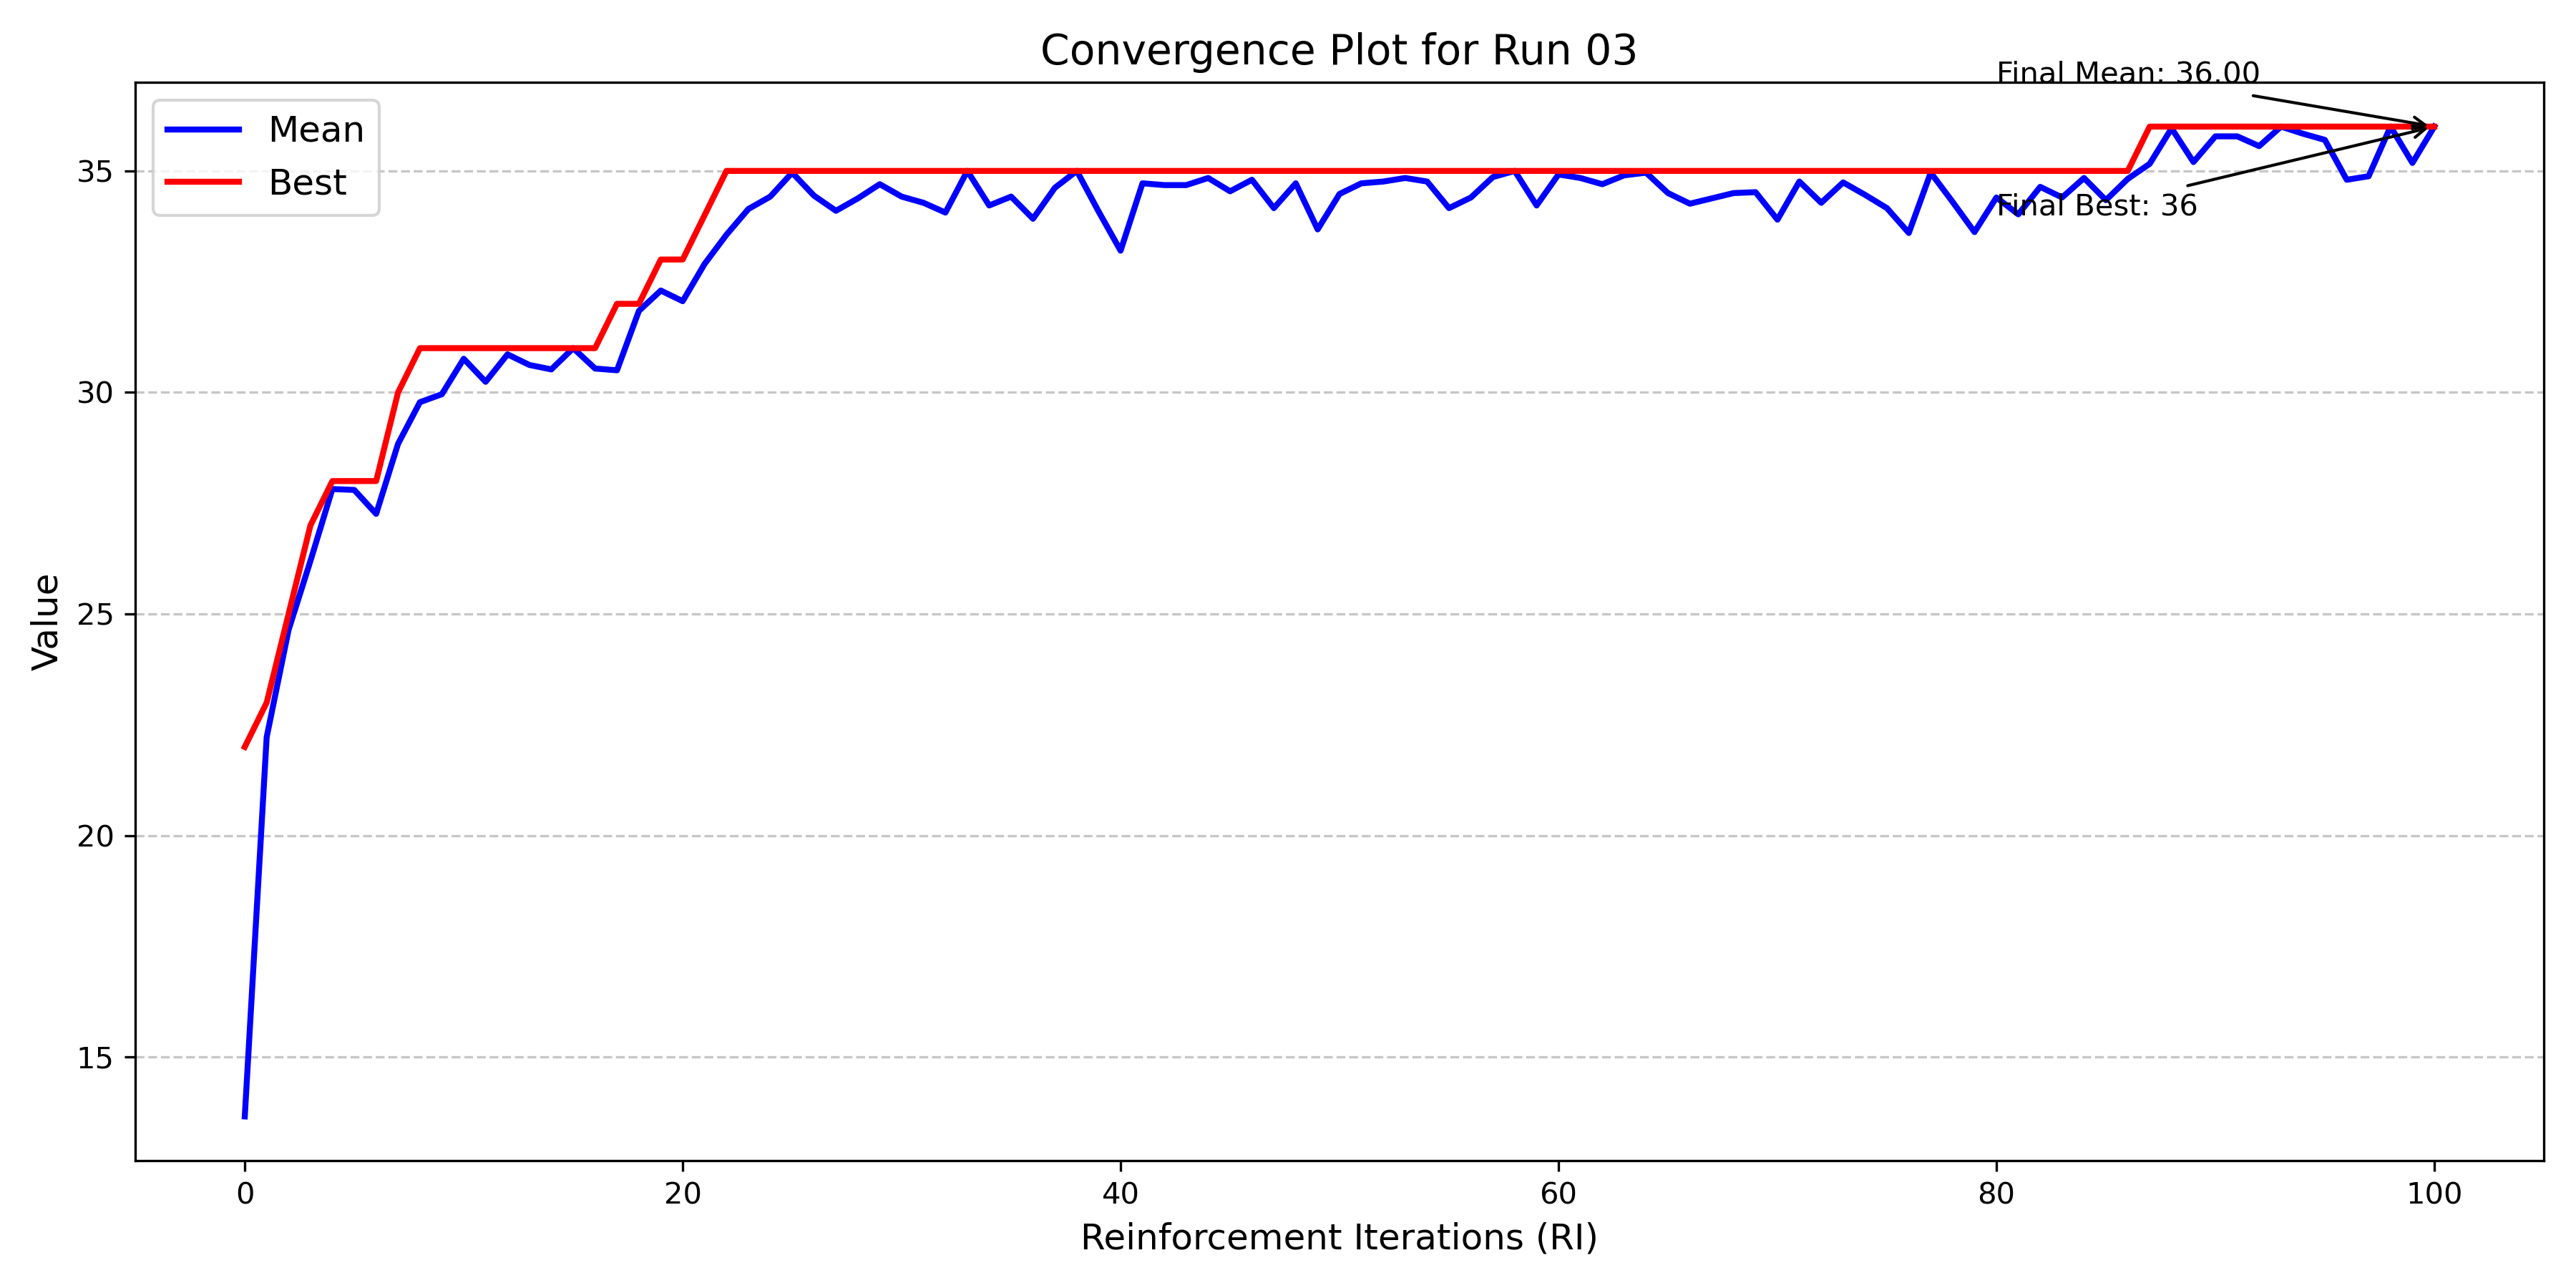 Convergence Plot for Run 03
Final Mean: 36.00
Mean
Best
Final Best: 36
35
30
25
20
15
Value
0
20
40
60
80
100
Reinforcement Iterations (RI)